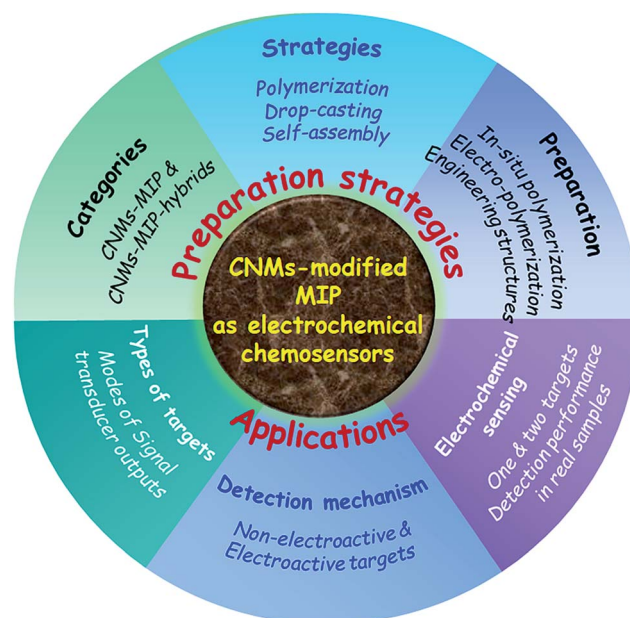 Strategies
Polymerization
Drop-casting
Self-assembly
Preparation
In-situ polymerization
Electro-polymerization
Engineering structures
Categories
CNMs-MIP &
CNMs-MIP-hybrids
Preparation strategies
CNMs-modified
MIP
as electrochemical
chemosensors
Applications
Types of targets
Modes of Signal
transducer outputs
Detection mechanism
Non-electroactive &
Electroactive targets
Electrochemical
sensing
One & two targets
Detection performance
in real samples